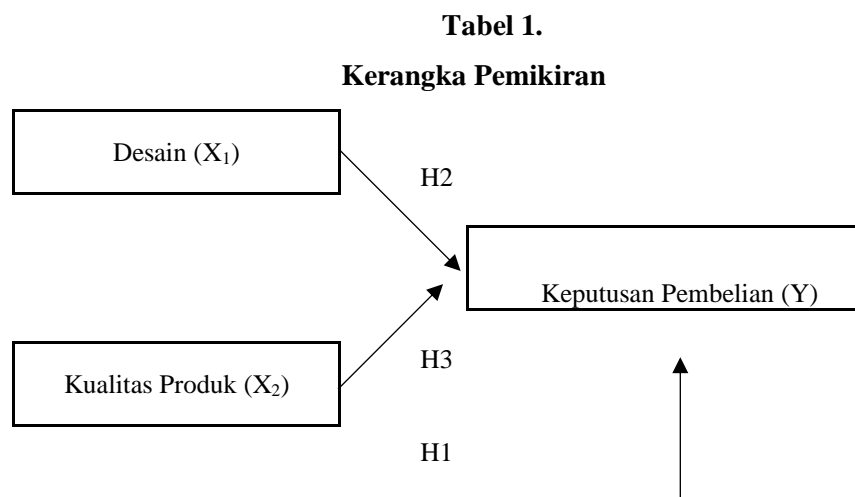 Tabel 1.
Kerangka Pemikiran
Desain (X₁)
H2
Keputusan Pembelian (Y)
Kualitas Produk (X₂)
H3
H1